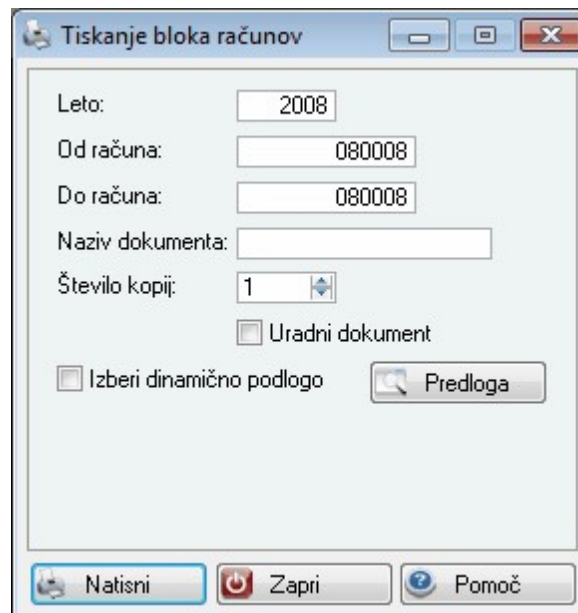 Tiskanje bloka računov
Leto: 2008
Od računa: 080008
Do računa: 080008
Naziv dokumenta:
Število kopij: 1
Uradni dokument
Izberi dinamično podlogo Predloga
Natisni Zapri Pomoč